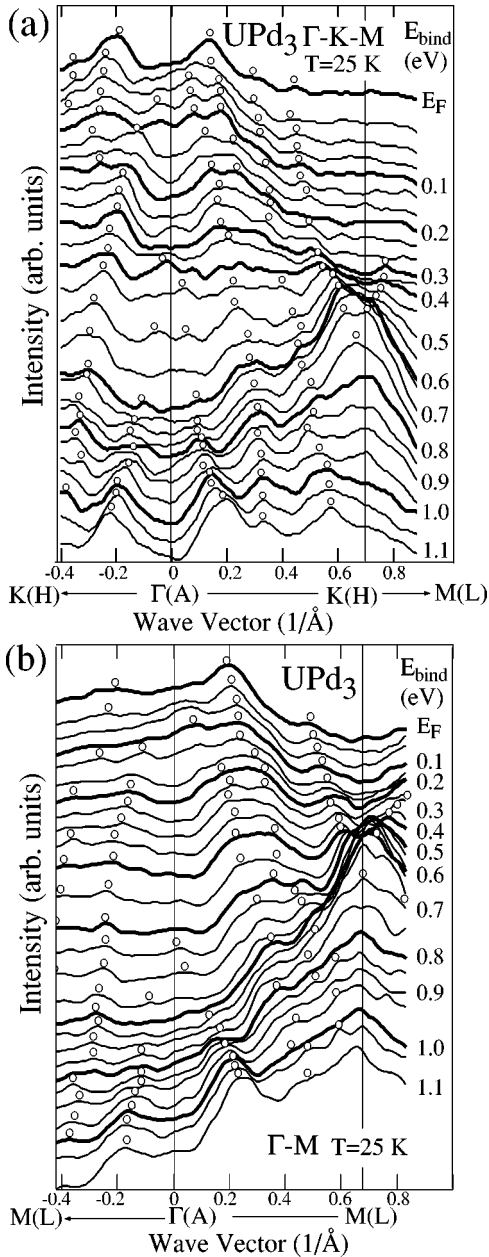 (a)
UPd₃ Γ-K-M
T=25 K
E_bind
(eV)
E_F
0.1
0.2
0.3
0.4
0.5
0.6
0.7
0.8
0.9
1.0
1.1
Intensity (arb. units)
-0.4 -0.2 0 0.2 0.4 0.6 0.8
K(H) Γ(A) K(H) M(L)
Wave Vector (1/Å)
(b)
UPd₃
E_bind
(eV)
E_F
0.1
0.2
0.3
0.4
0.5
0.6
0.7
0.8
0.9
1.0
1.1
Intensity (arb. units)
Γ-M T=25 K
-0.4 -0.2 0 0.2 0.4 0.6 0.8
M(L) Γ(A) M(L)
Wave Vector (1/Å)